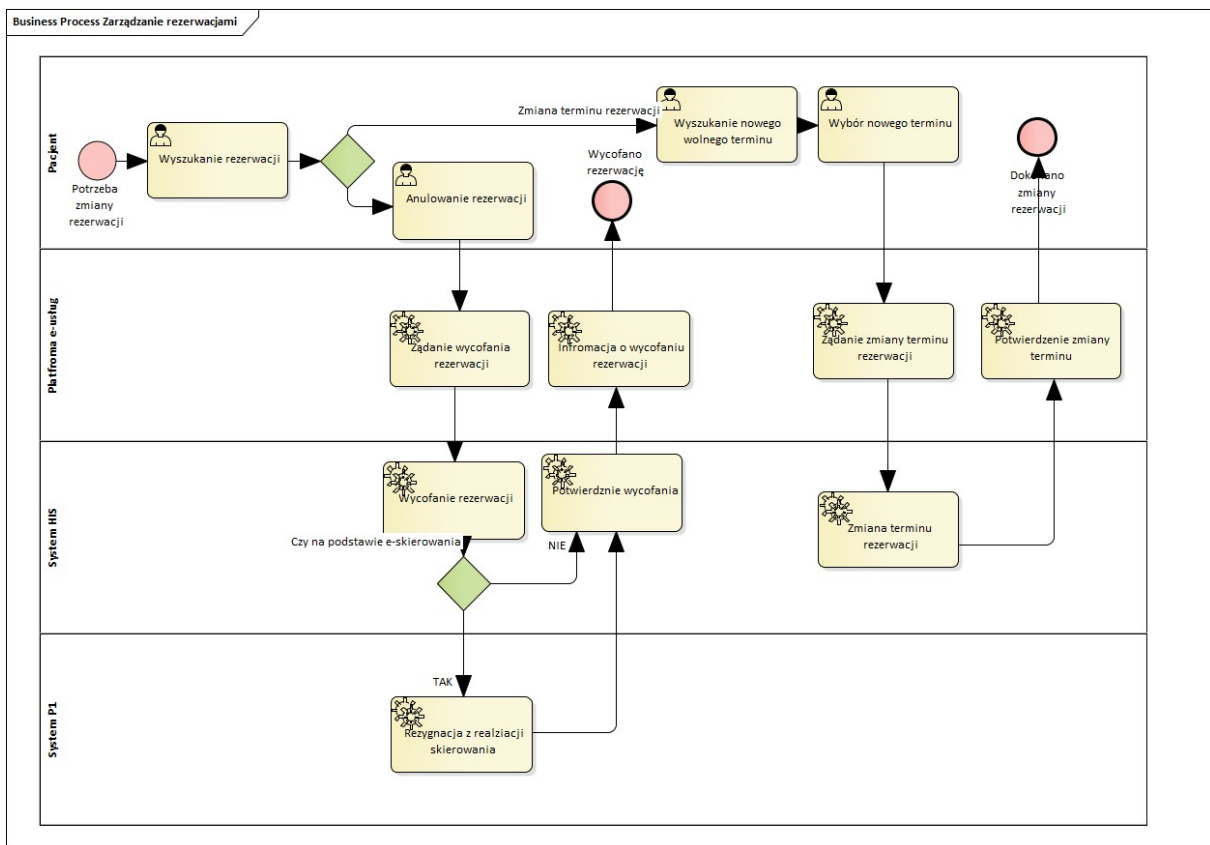 Business Process Zarządzanie rezerwacjami
Pacjent
Potrzeba
zmiany
rezerwacji
Wyszukanie rezerwacji
Anulowanie rezerwacji
Zmiana terminu rezerwacji
Wycofano
rezerwację
Wyszukanie nowego
wolnego terminu
Wybór nowego terminu
Dokonano
zmiany
rezerwacji
Platfroma e-usług
Żądanie wycofania
rezerwacji
Infromacja o wycofaniu
rezerwacji
Żądanie zmiany terminu
rezerwacji
Potwierdzenie zmiany
terminu
System HIS
Wycofanie rezerwacji
Potwierdznie wycofania
Czy na podstawie e-skierowania
NIE
Zmiana terminu
rezerwacji
System P1
TAK
Rezygnacja z realziacji
skierowania